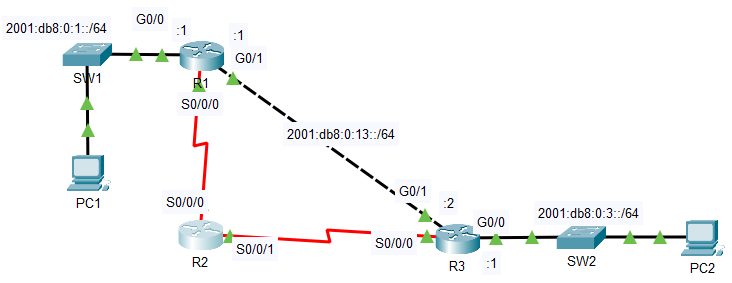 G0/0
2001:db8:0:1::/64
:1
:1
G0/1
SW1
R1
S0/0/0
2001:db8:0:13::/64
PC1
G0/1
:2
S0/0/0
G0/0
2001:db8:0:3::/64
S0/0/1
S0/0/0
R2
R3
:1
SW2
PC2